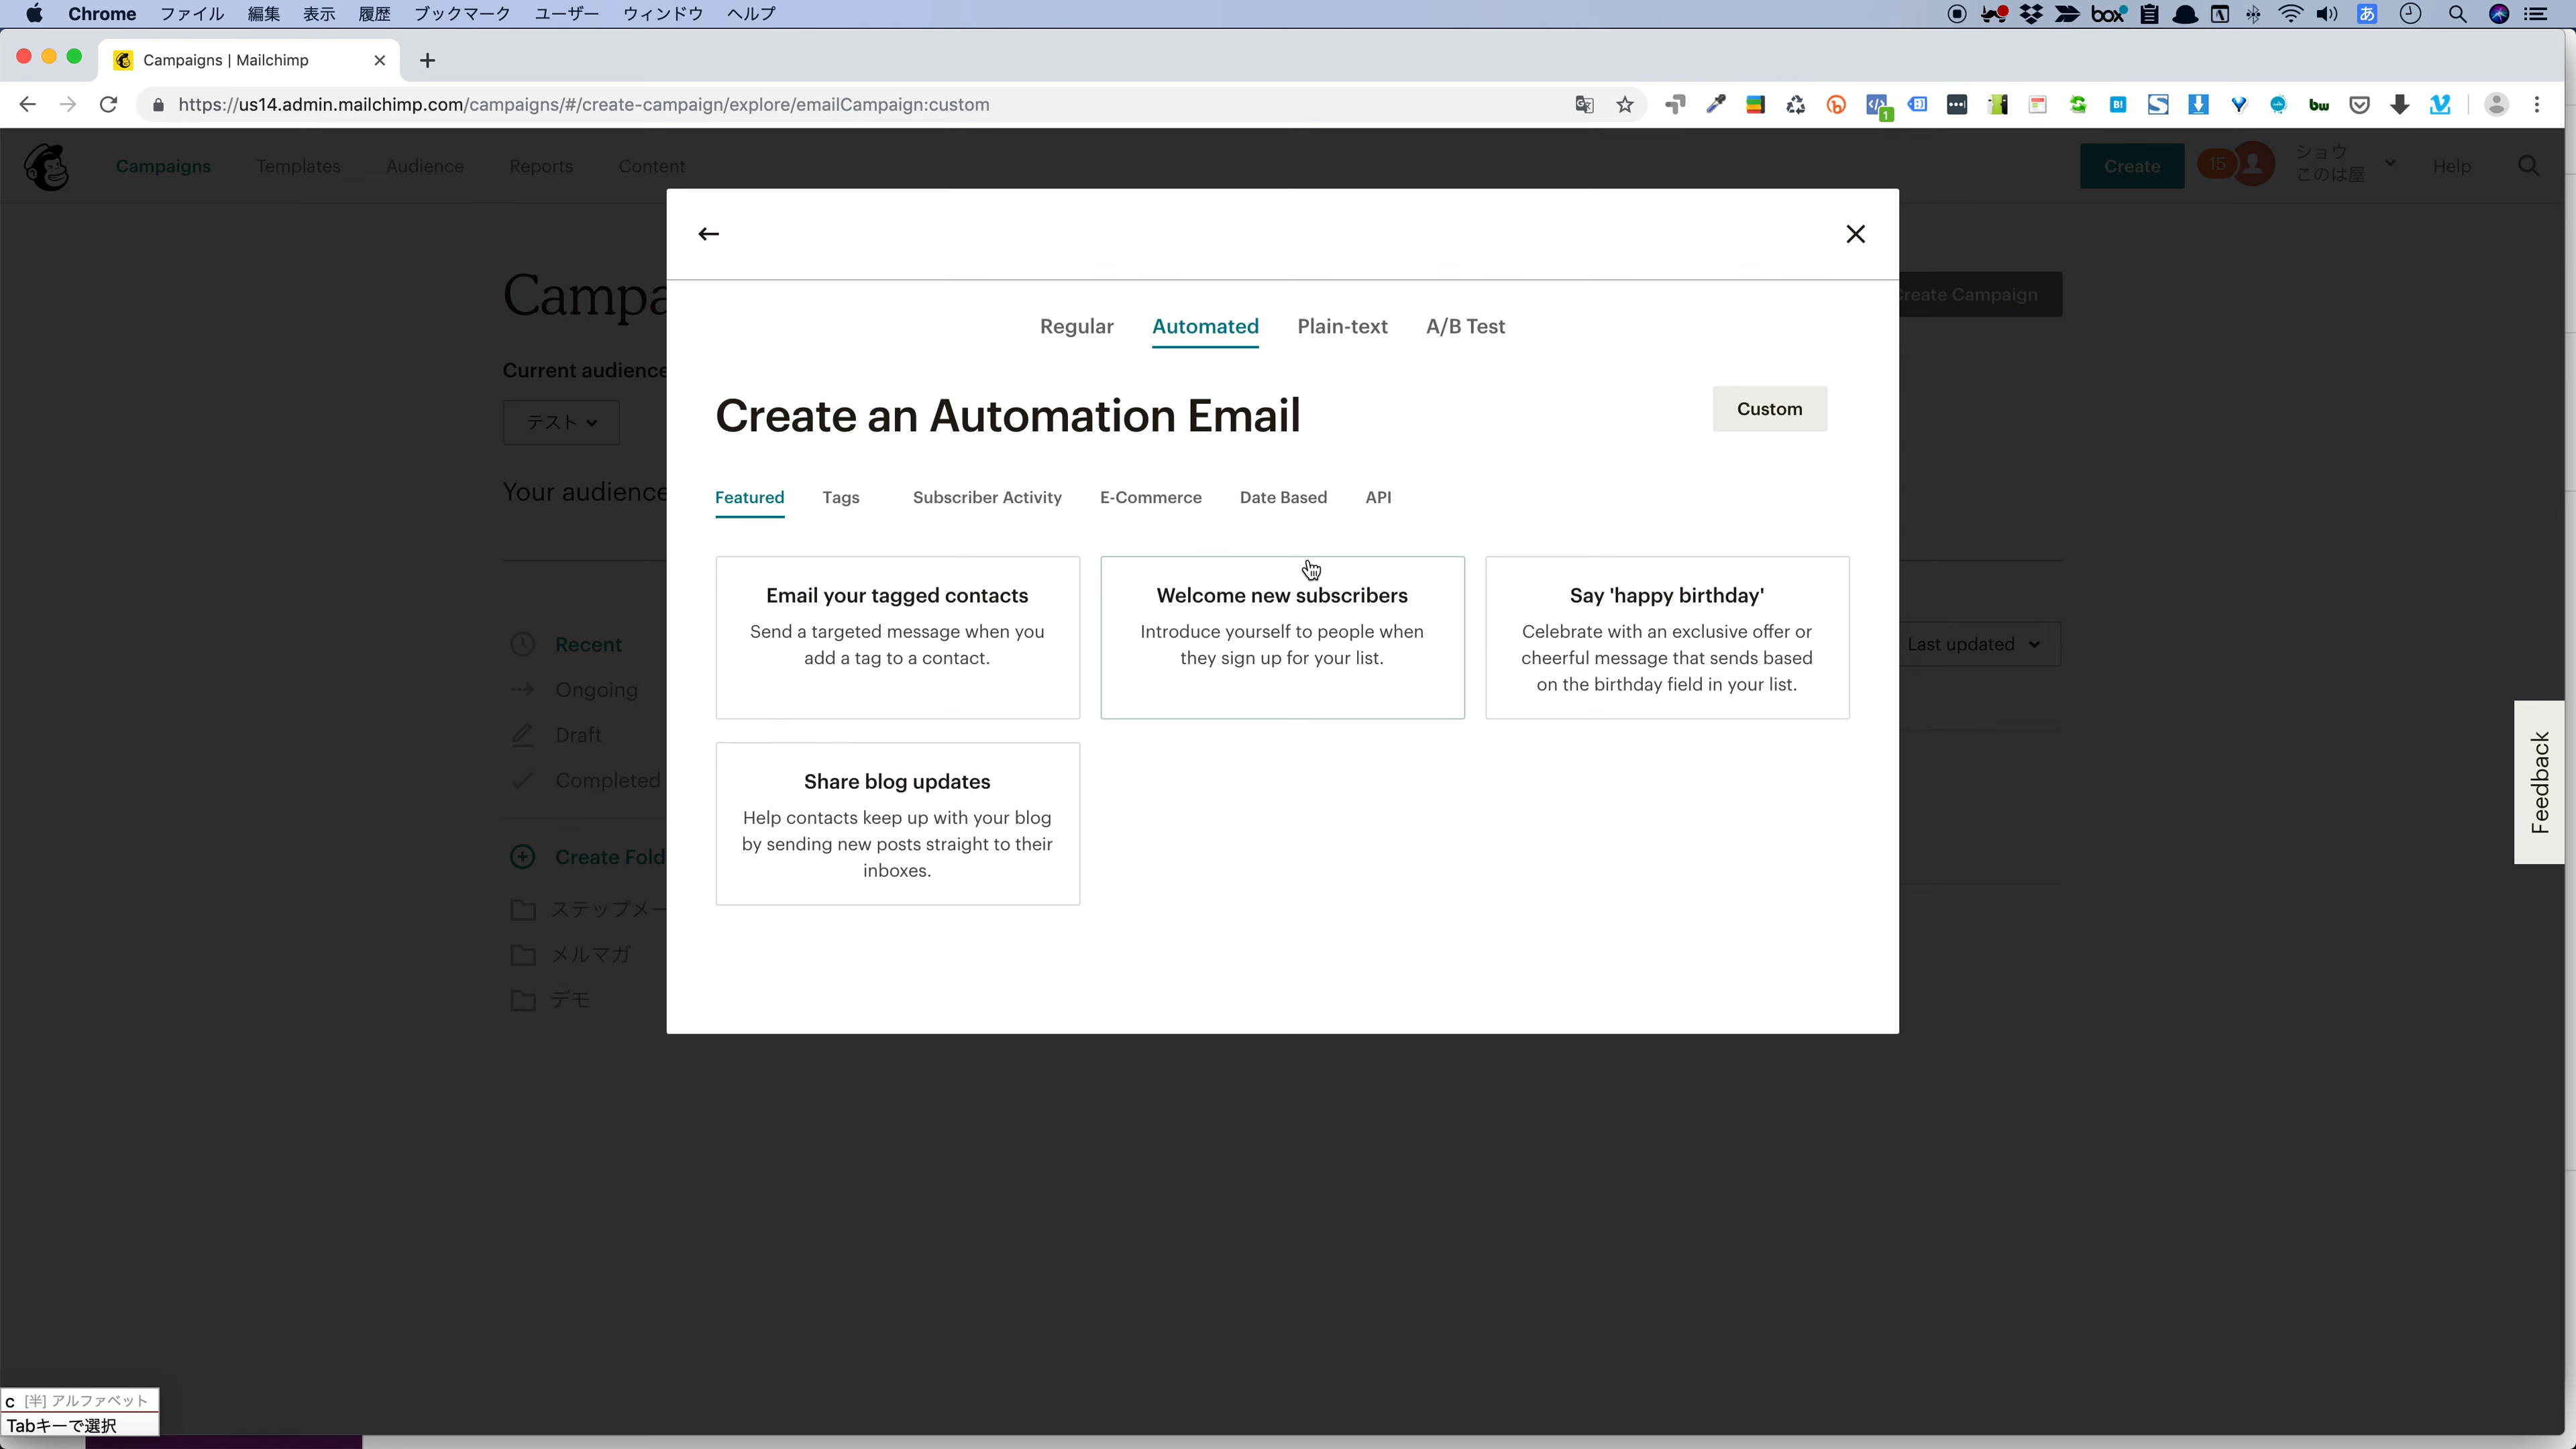 Chrome ファイル 編集 表示 履歴 ブックマーク ユーザー ウィンドウ ヘルプ box あ
Campaigns | Mailchimp
https://us14.admin.mailchimp.com/campaigns/#/create-campaign/explore/emailCampaign:custom 1 B! bw
Campaigns Templates Audience Reports Content Create 15 ショウ このは屋 Help
Regular Automated Plain-text A/B Test
Create an Automation Email Custom
Featured Tags Subscriber Activity E-Commerce Date Based API
Email your tagged contacts
Send a targeted message when you
add a tag to a contact.
Welcome new subscribers
Introduce yourself to people when
they sign up for your list.
Say 'happy birthday'
Celebrate with an exclusive offer or
cheerful message that sends based
on the birthday field in your list.
Share blog updates
Help contacts keep up with your blog
by sending new posts straight to their
inboxes.
Campa
reate Campaign
Current audience
テスト
Your audience
Recent
Last updated
Ongoing
Draft
Completed
Create Fold
ステップメー
メルマガ
デモ
Feedback
c [半] アルファベット
Tabキーで選択